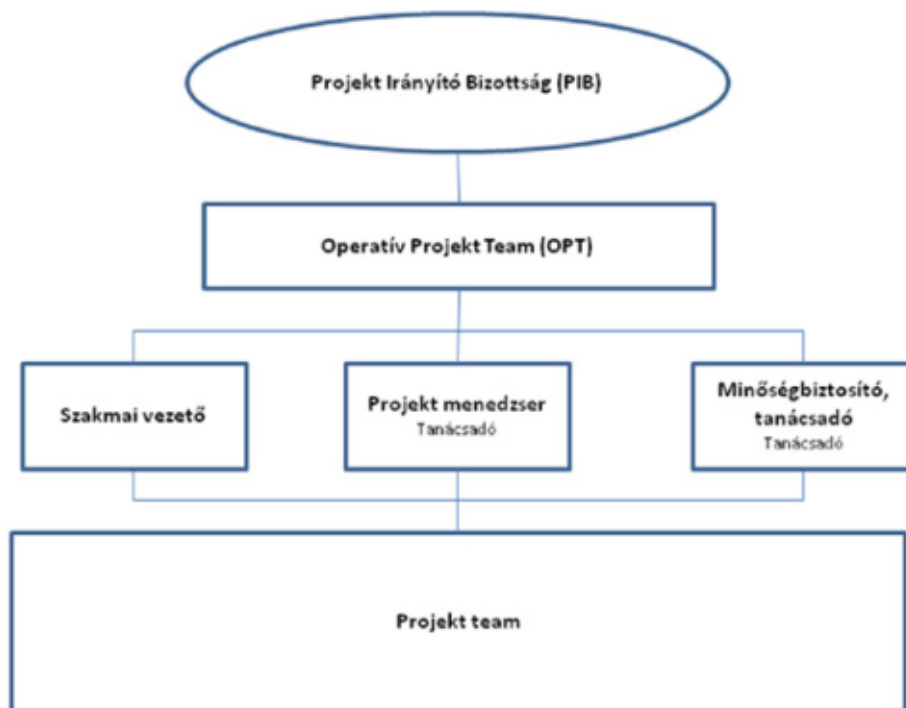 Projekt Irányító Bizottság (PIB)
Operatív Projekt Team (OPT)
Szakmai vezető
Projekt menedzser
Tanácsadó
Minőségbiztosító,
tanácsadó
Tanácsadó
Projekt team